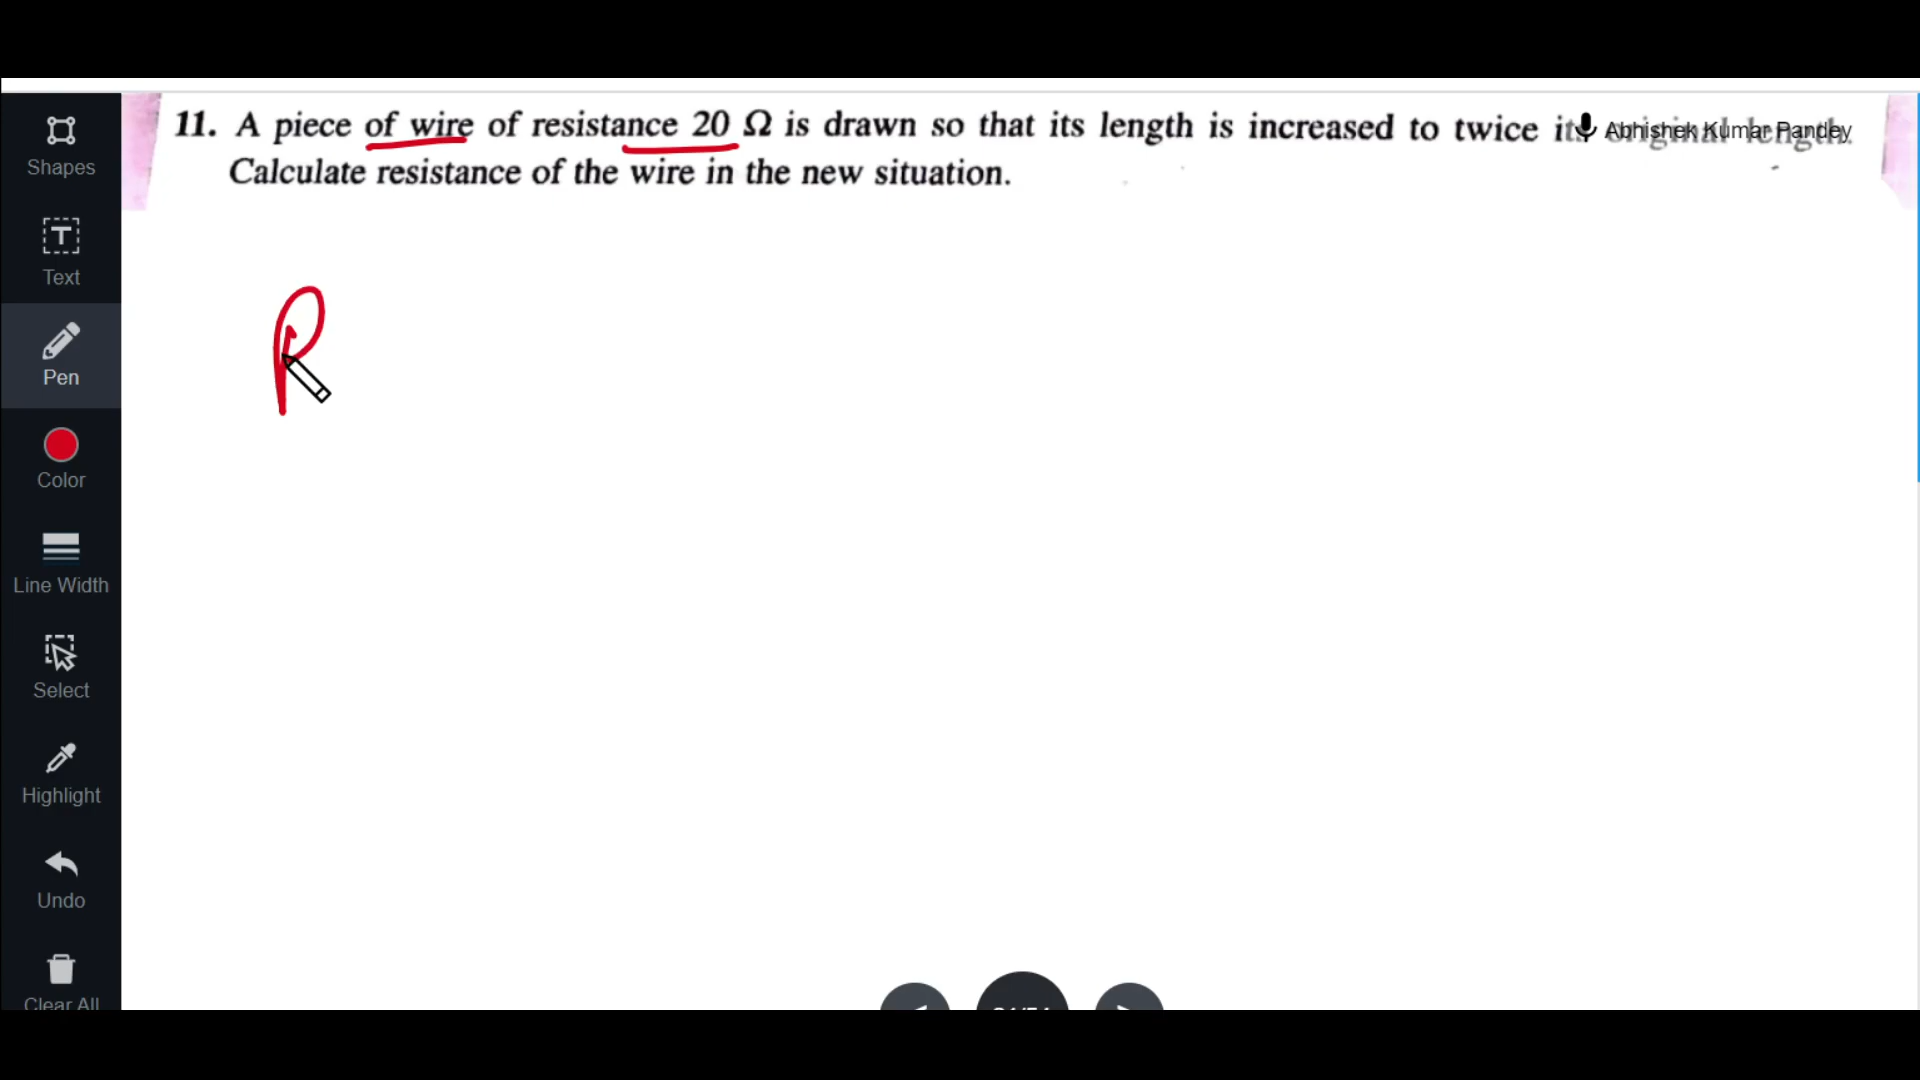 11. A piece of wire of resistance 20 Ω is drawn so that its length is increased to twice its original length.
Abhishek Kumar Pandey
Calculate resistance of the wire in the new situation.
R
Shapes
Text
Pen
Color
Line Width
Select
Highlight
Undo
Clear All